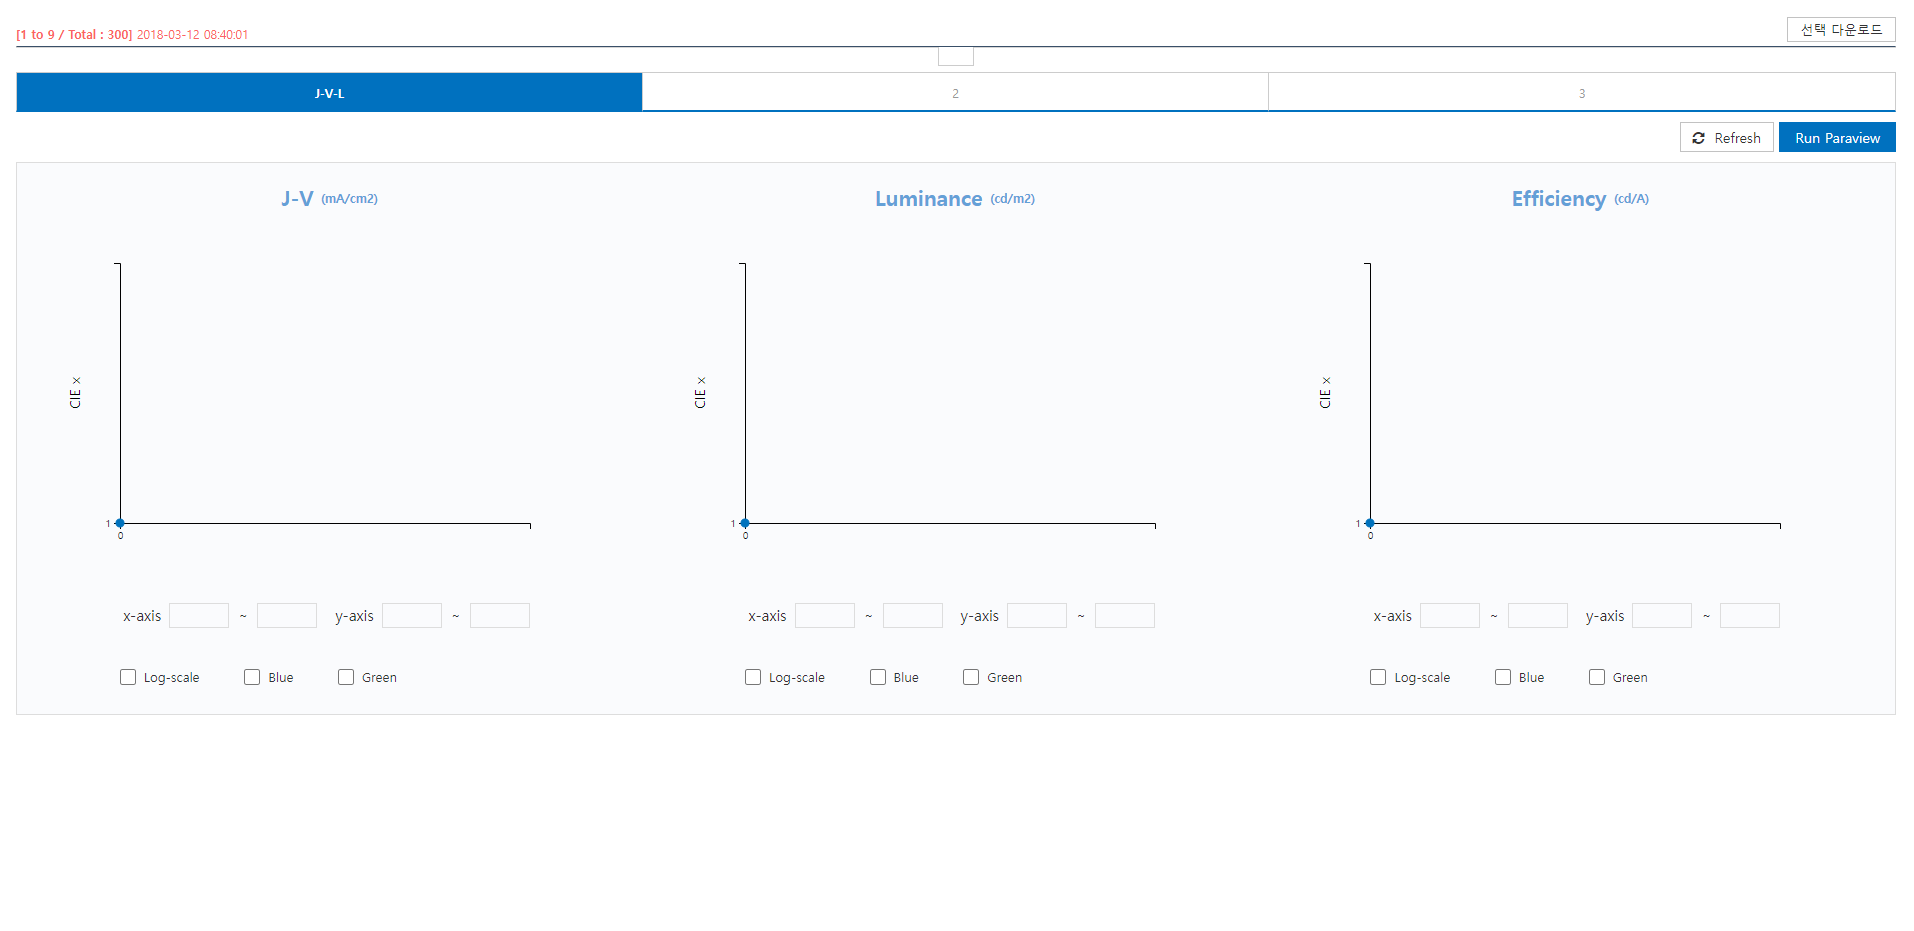 [1 to 9 / Total : 300] 2018-03-12 08:40:01
선택 다운로드
J-V-L 2 3
Refresh Run Paraview
J-V (mA/cm2) Luminance (cd/m2) Efficiency (cd/A)
CIE x CIE x CIE x
1 1 1
0 0 0
x-axis ~ y-axis ~ x-axis ~ y-axis ~ x-axis ~ y-axis ~
Log-scale Blue Green Log-scale Blue Green Log-scale Blue Green